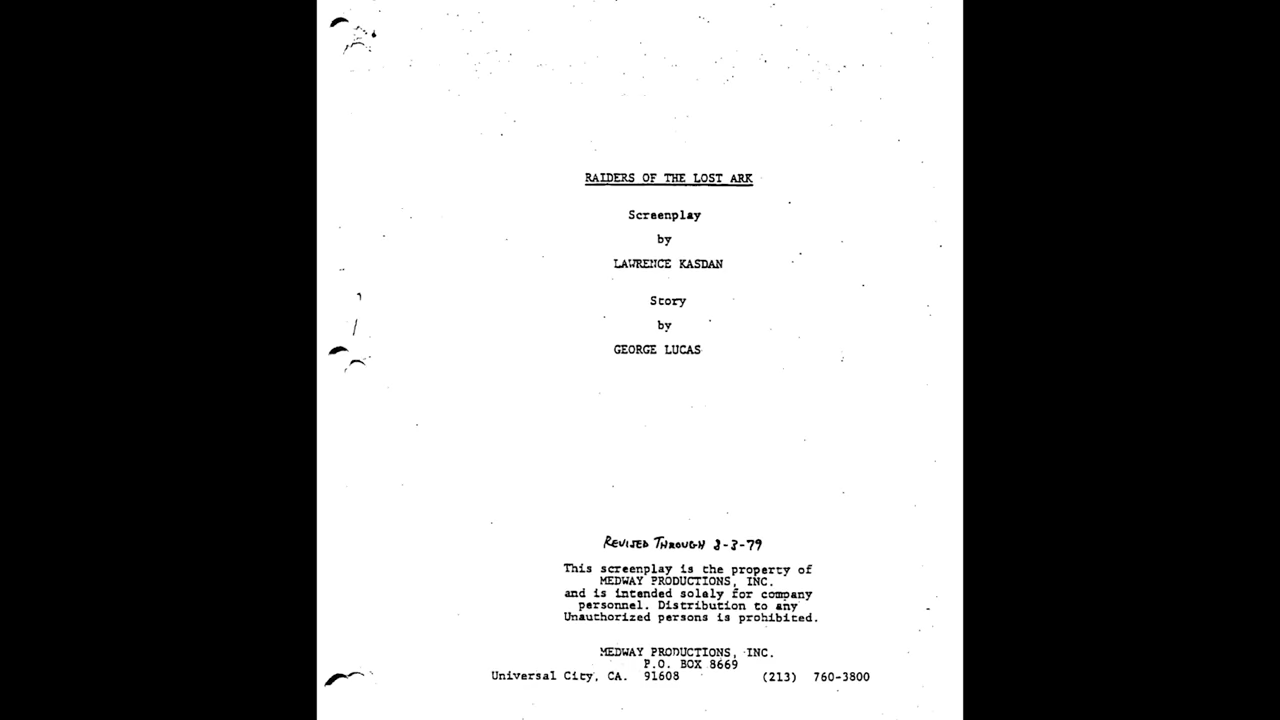 RAIDERS OF THE LOST ARK
Screenplay
by
LAWRENCE KASDAN
Story
by
GEORGE LUCAS
REVISED THROUGH 8-3-79
This screenplay is the property of
MEDWAY PRODUCTIONS, INC.
and is intended solely for company
personnel. Distribution to any
Unauthorized persons is prohibited.
MEDWAY PRODUCTIONS, INC.
P.O. BOX 8669
Universal City, CA. 91608 (213) 760-3800